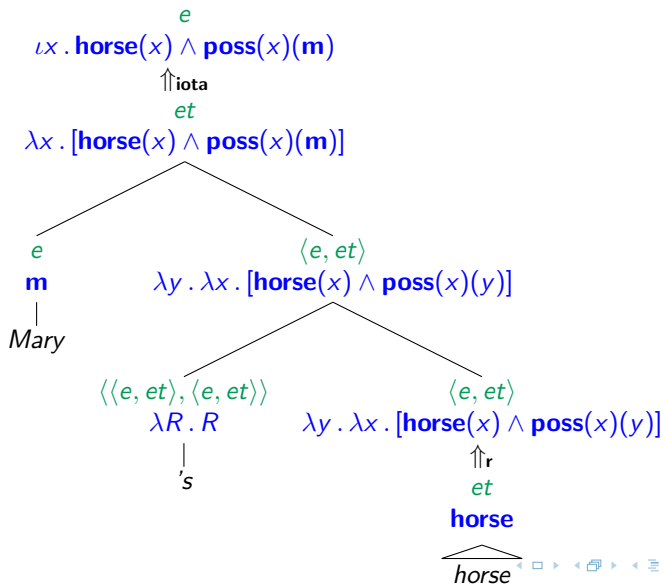 e
ιx . horse(x) ∧ poss(x)(m)
⇑iota
et
λx . [horse(x) ∧ poss(x)(m)]
e ⟨e, et⟩
m λy . λx . [horse(x) ∧ poss(x)(y)]
Mary
⟨⟨e, et⟩, ⟨e, et⟩⟩ ⟨e, et⟩
λR . R λy . λx . [horse(x) ∧ poss(x)(y)]
's ⇑r
et
horse
horse